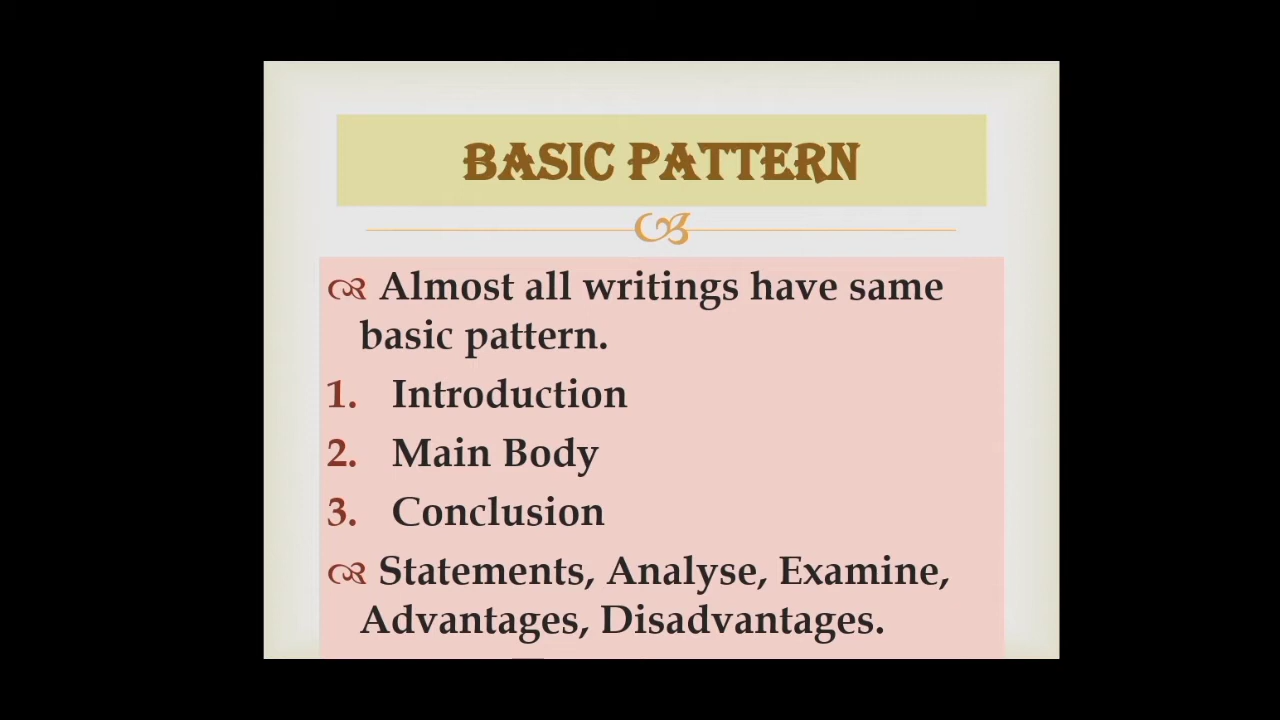 BASIC PATTERN
Almost all writings have same
basic pattern.
1. Introduction
2. Main Body
3. Conclusion
Statements, Analyse, Examine,
Advantages, Disadvantages.